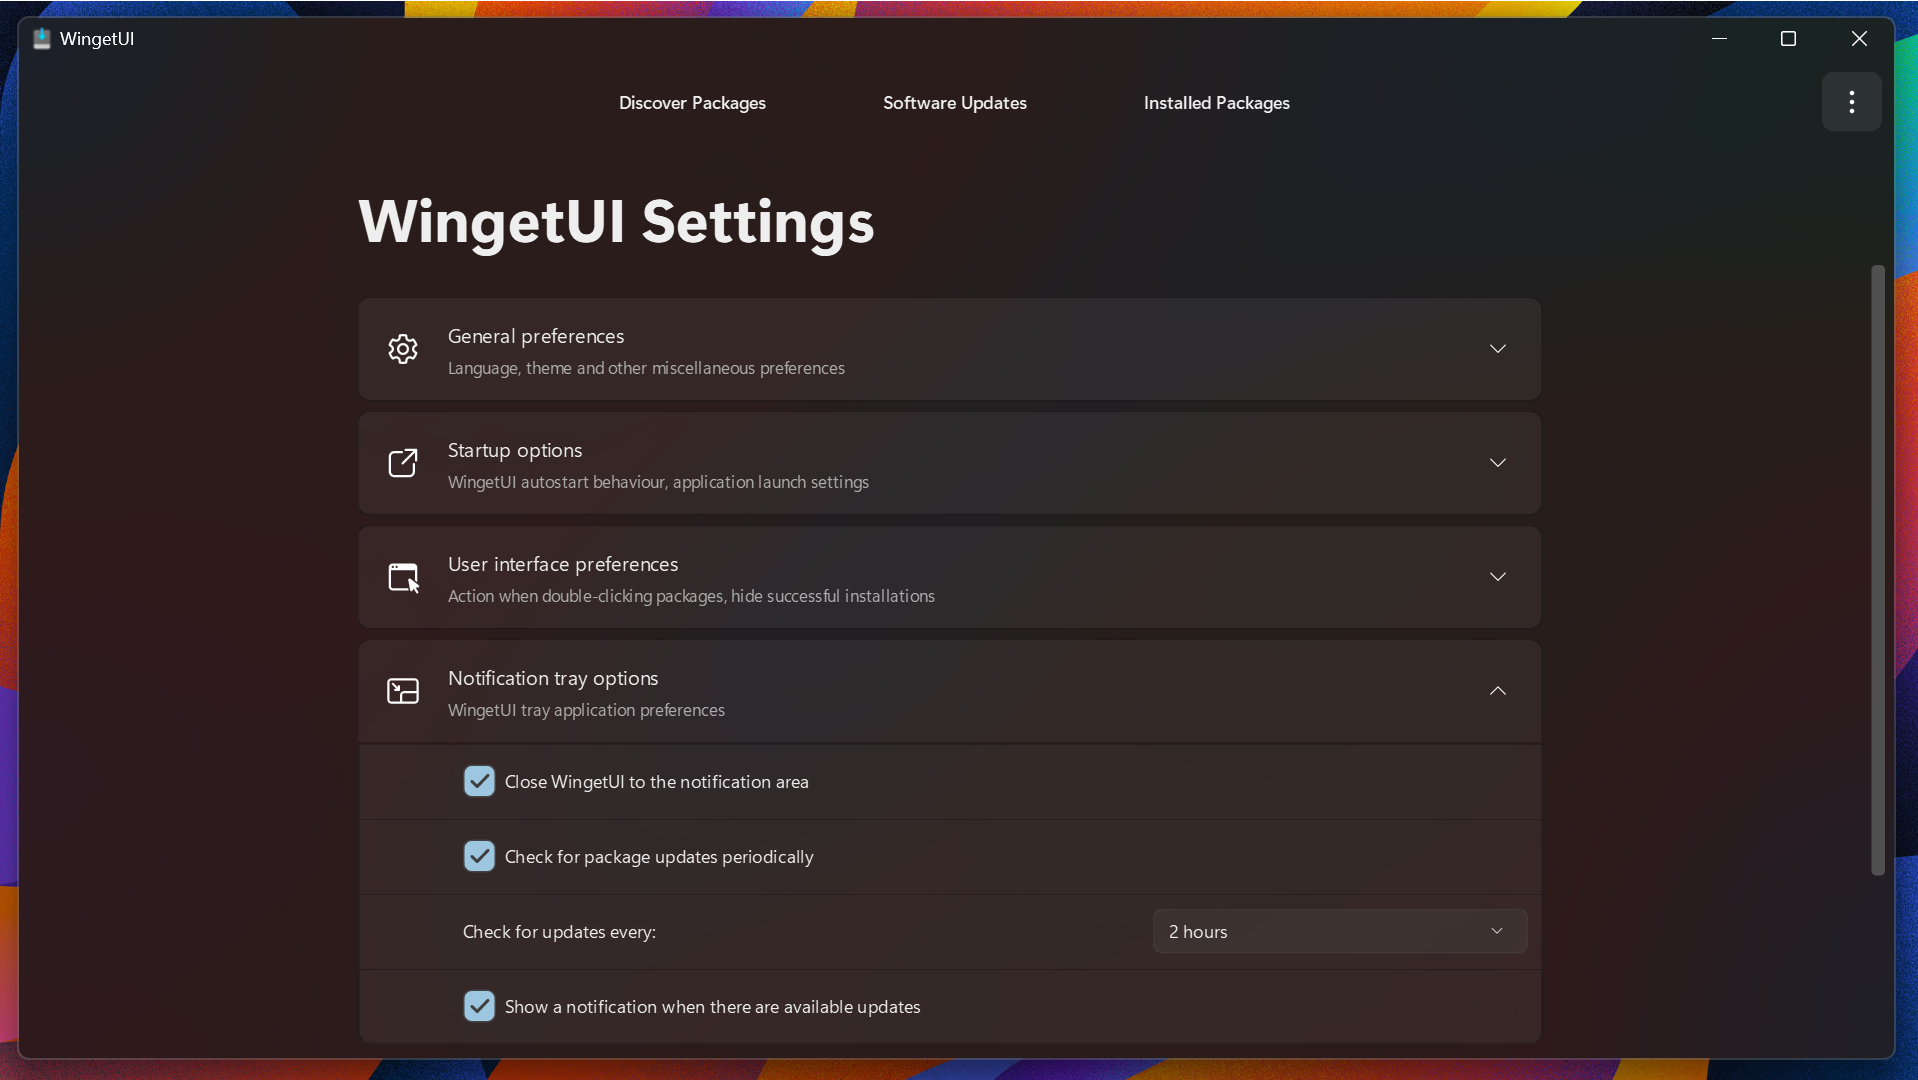 WingetUI
Discover Packages
Software Updates
Installed Packages
WingetUI Settings
General preferences
Language, theme and other miscellaneous preferences
Startup options
WingetUI autostart behaviour, application launch settings
User interface preferences
Action when double-clicking packages, hide successful installations
Notification tray options
WingetUI tray application preferences
Close WingetUI to the notification area
Check for package updates periodically
Check for updates every:
2 hours
Show a notification when there are available updates